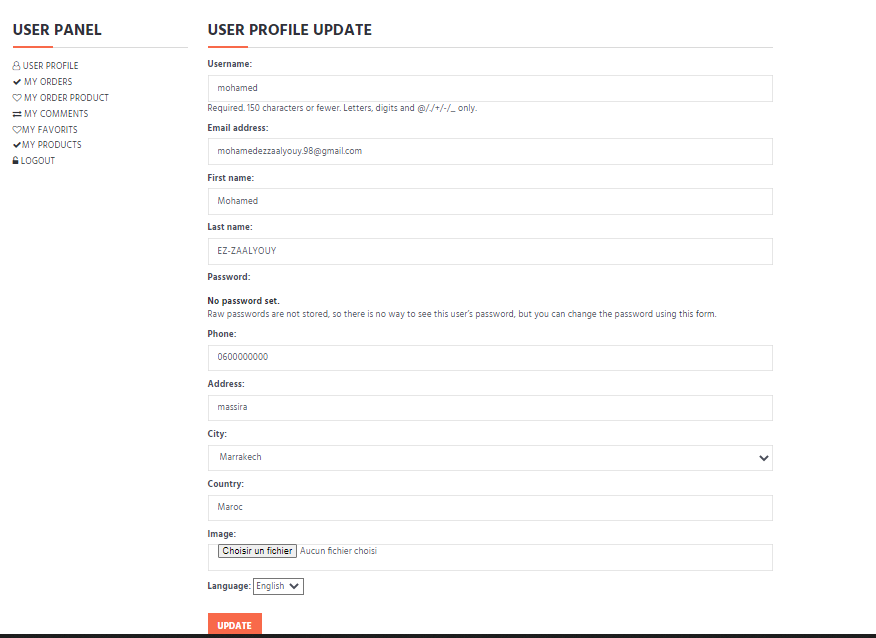 USER PANEL
USER PROFILE
MY ORDERS
MY ORDER PRODUCT
MY COMMENTS
MY FAVORITS
MY PRODUCTS
LOGOUT
USER PROFILE UPDATE
Username:
mohamed
Required. 150 characters or fewer. Letters, digits and @/./+/-/_ only.
Email address:
mohamedezzaalyouy.98@gmail.com
First name:
Mohamed
Last name:
EZ-ZAALYOUY
Password:
No password set.
Raw passwords are not stored, so there is no way to see this user's password, but you can change the password using this form.
Phone:
0600000000
Address:
massira
City:
Marrakech
Country:
Maroc
Image:
Choisir un fichier Aucun fichier choisi
Language: English
UPDATE